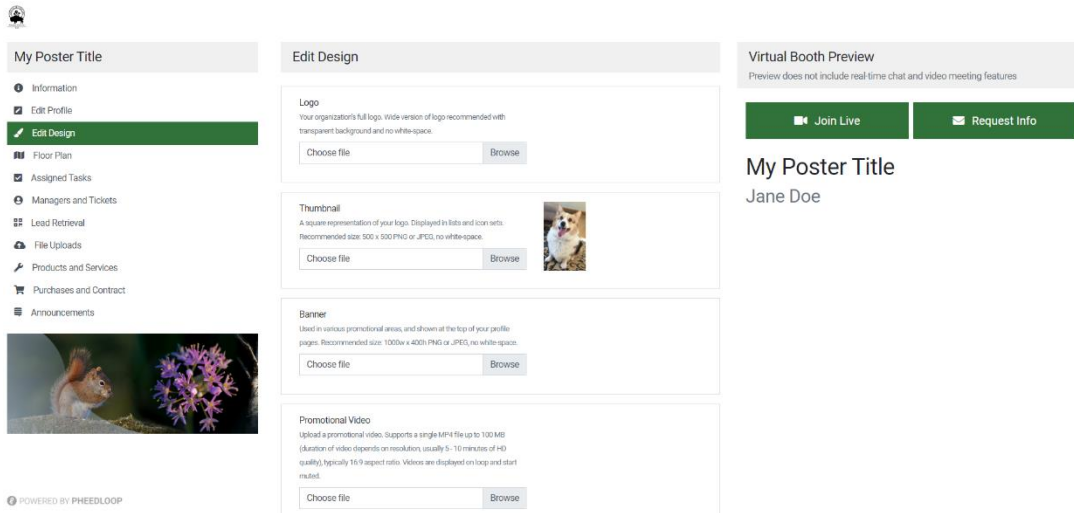 My Poster Title
Information
Edit Profile
Edit Design
Floor Plan
Assigned Tasks
Managers and Tickets
Lead Retrieval
File Uploads
Products and Services
Purchases and Contract
Announcements
POWERED BY PHEEDLOOP
Edit Design
Logo
Your organization's full logo. Wide version of logo recommended with
transparent background and no white-space.
Choose file Browse
Thumbnail
A square representation of your logo. Displayed in lists and icon sets.
Recommended size: 500 x 500 PNG or JPEG, no white-space.
Choose file Browse
Banner
Used in various promotional areas, and shown at the top of your profile
pages. Recommended size: 1000w x 400h PNG or JPEG, no white-space.
Choose file Browse
Promotional Video
Upload a promotional video. Supports a single MP4 file up to 100 MB
(duration of video depends on resolution, usually 5 - 10 minutes of HD
quality), typically 16:9 aspect ratio. Videos are displayed on loop and start
muted.
Choose file Browse
Virtual Booth Preview
Preview does not include real-time chat and video meeting features
Join Live Request Info
My Poster Title
Jane Doe